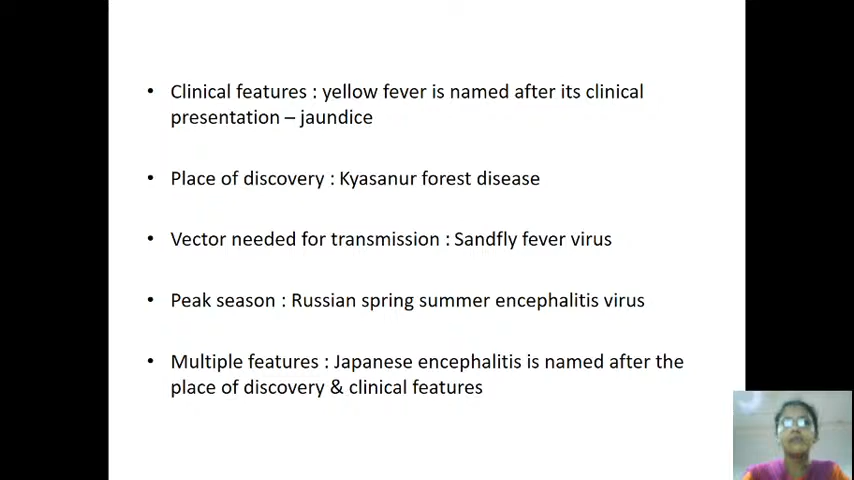 • Clinical features : yellow fever is named after its clinical
presentation – jaundice
• Place of discovery : Kyasanur forest disease
• Vector needed for transmission : Sandfly fever virus
• Peak season : Russian spring summer encephalitis virus
• Multiple features : Japanese encephalitis is named after the
place of discovery & clinical features